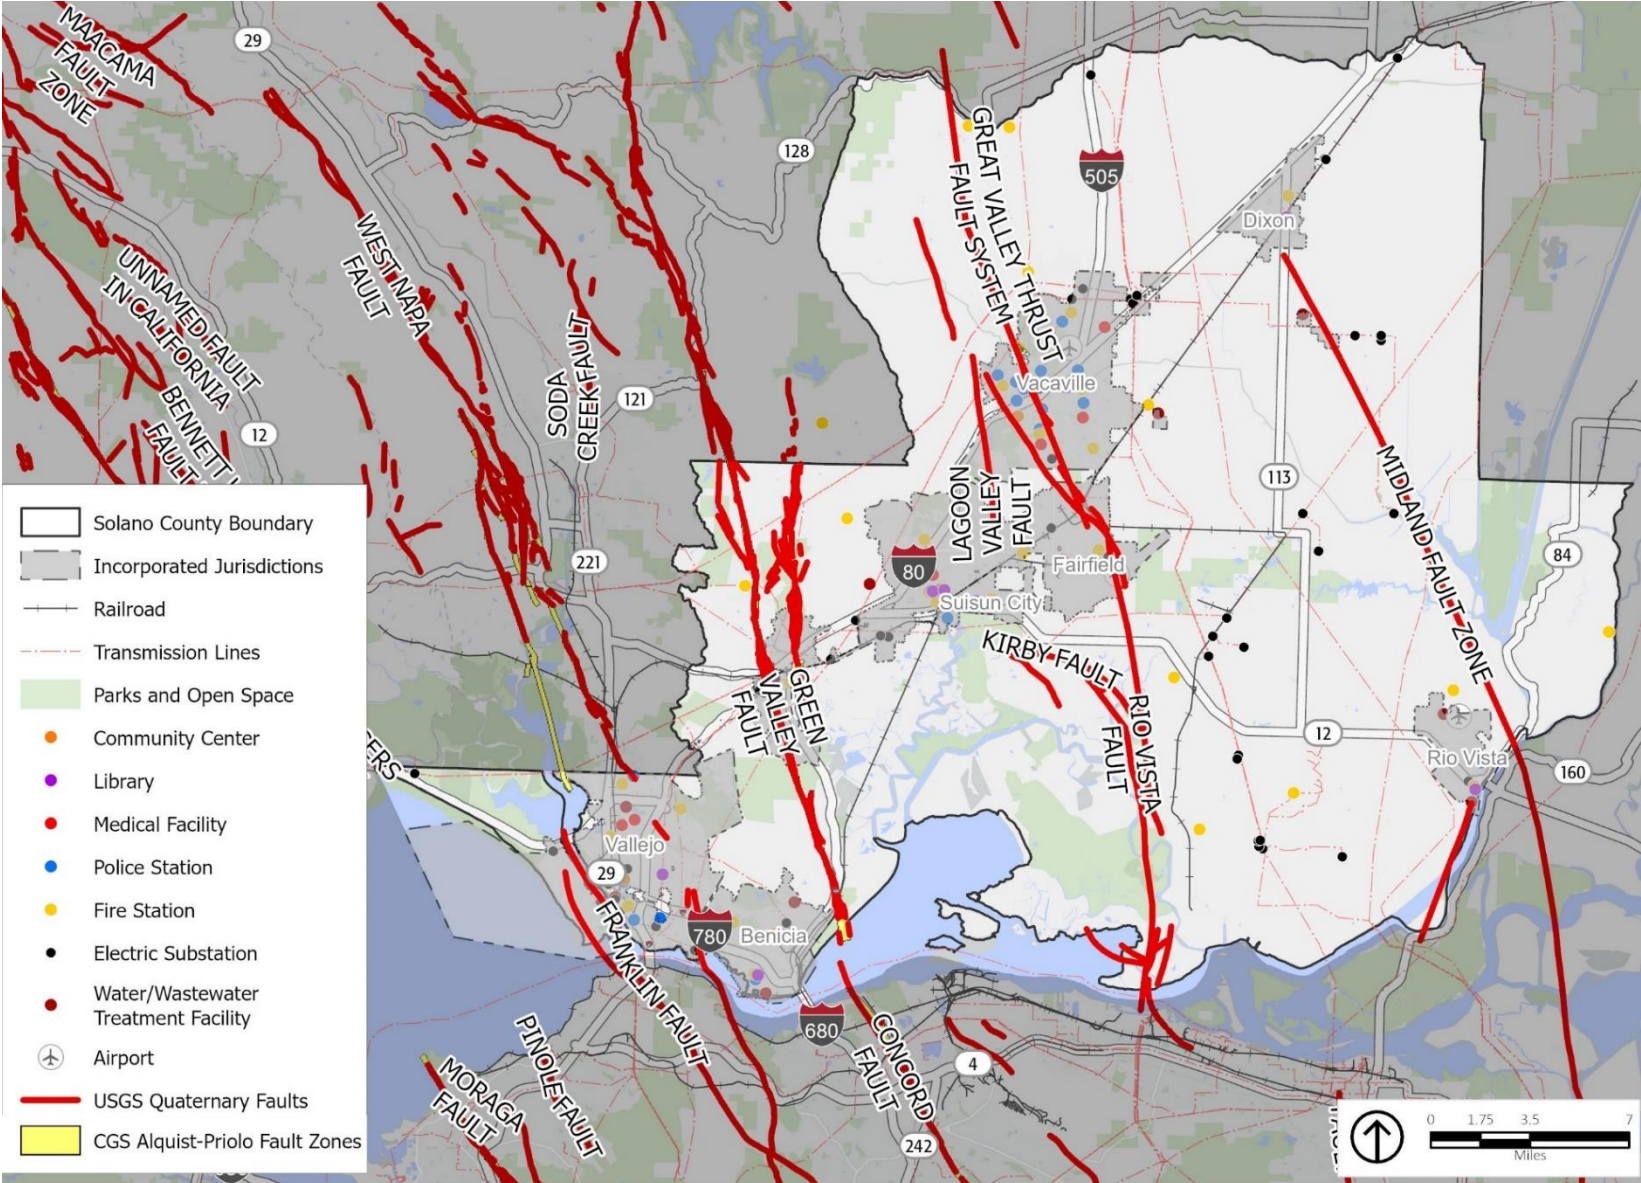 MAACAMA
FAULT
ZONE
29
128
GREAT VALLEY THRUST
FAULT SYSTEM
505
Dixon
WEST NAPA
FAULT
UNNAMED FAULT
IN CALIFORNIA
BENNETT
FAULT
12
SODA
CREEK FAULT
121
Vacaville
LAGOON
VALLEY
FAULT
113
MIDLAND FAULT ZONE
84
221
80
Fairfield
Suisun City
KIRBY FAULT
GREEN
VALLEY
FAULT
RIO VISTA
FAULT
12
Rio Vista
160
Vallejo
29
780
Benicia
FRANKLIN FAULT
680
CONCORD
FAULT
4
PINOLE FAULT
MORAGA
FAULT
242
Solano County Boundary
Incorporated Jurisdictions
Railroad
Transmission Lines
Parks and Open Space
Community Center
Library
Medical Facility
Police Station
Fire Station
Electric Substation
Water/Wastewater
Treatment Facility
Airport
USGS Quaternary Faults
CGS Alquist-Priolo Fault Zones
0 1.75 3.5 7
Miles